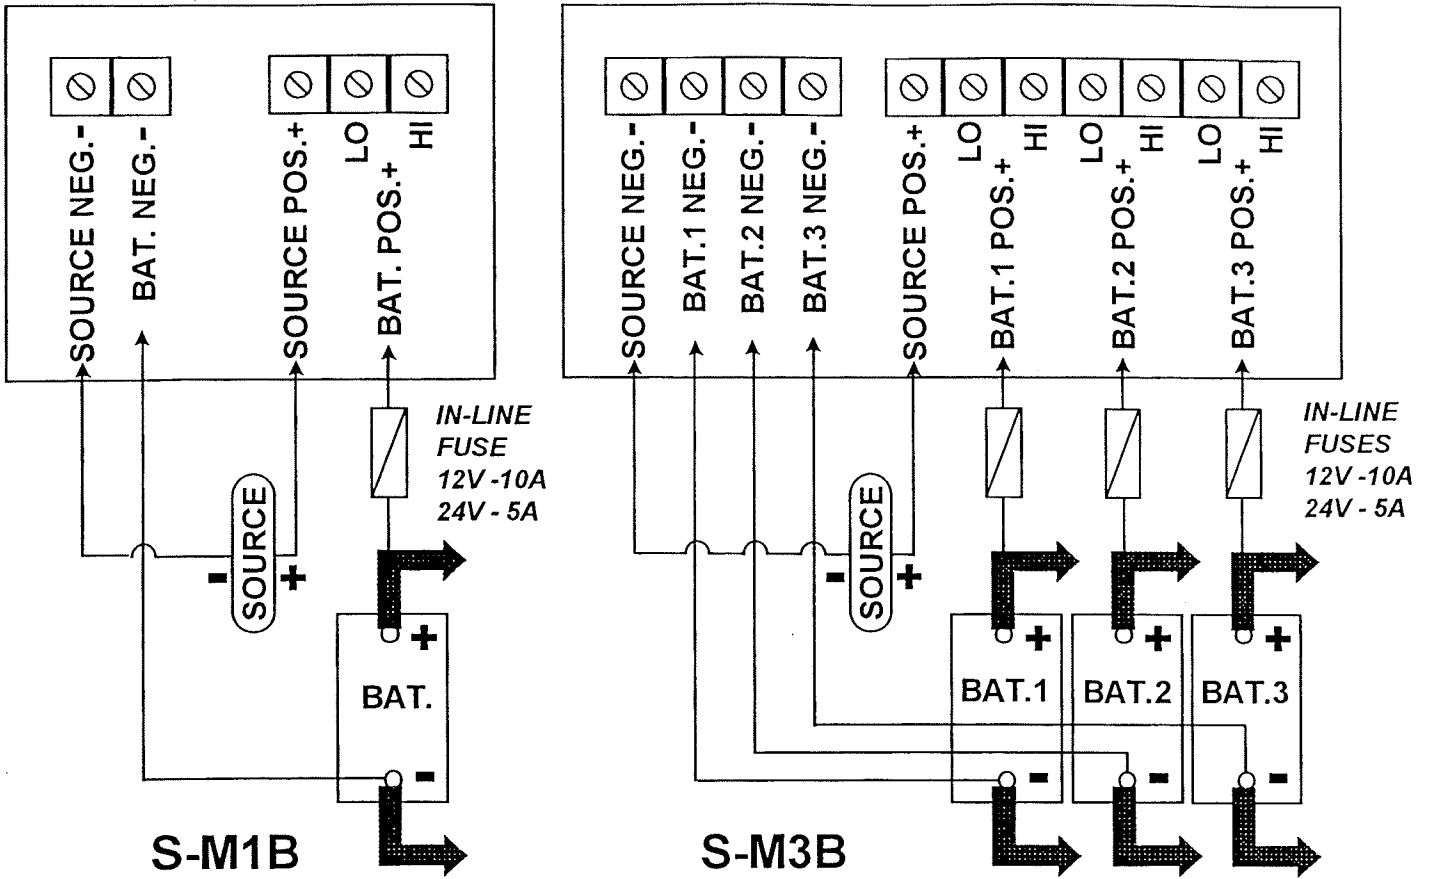 SOURCE NEG.-
BAT. NEG.-
SOURCE POS.+
LO
HI
BAT. POS.+
IN-LINE
FUSE
12V -10A
24V - 5A
- SOURCE +
+
BAT.
-
S-M1B
SOURCE NEG.-
BAT.1 NEG.-
BAT.2 NEG.-
BAT.3 NEG.-
SOURCE POS.+
LO
HI
BAT.1 POS.+
LO
HI
BAT.2 POS.+
LO
HI
BAT.3 POS.+
IN-LINE
FUSES
12V -10A
24V - 5A
- SOURCE +
+
BAT.1
-
+
BAT.2
-
+
BAT.3
-
S-M3B